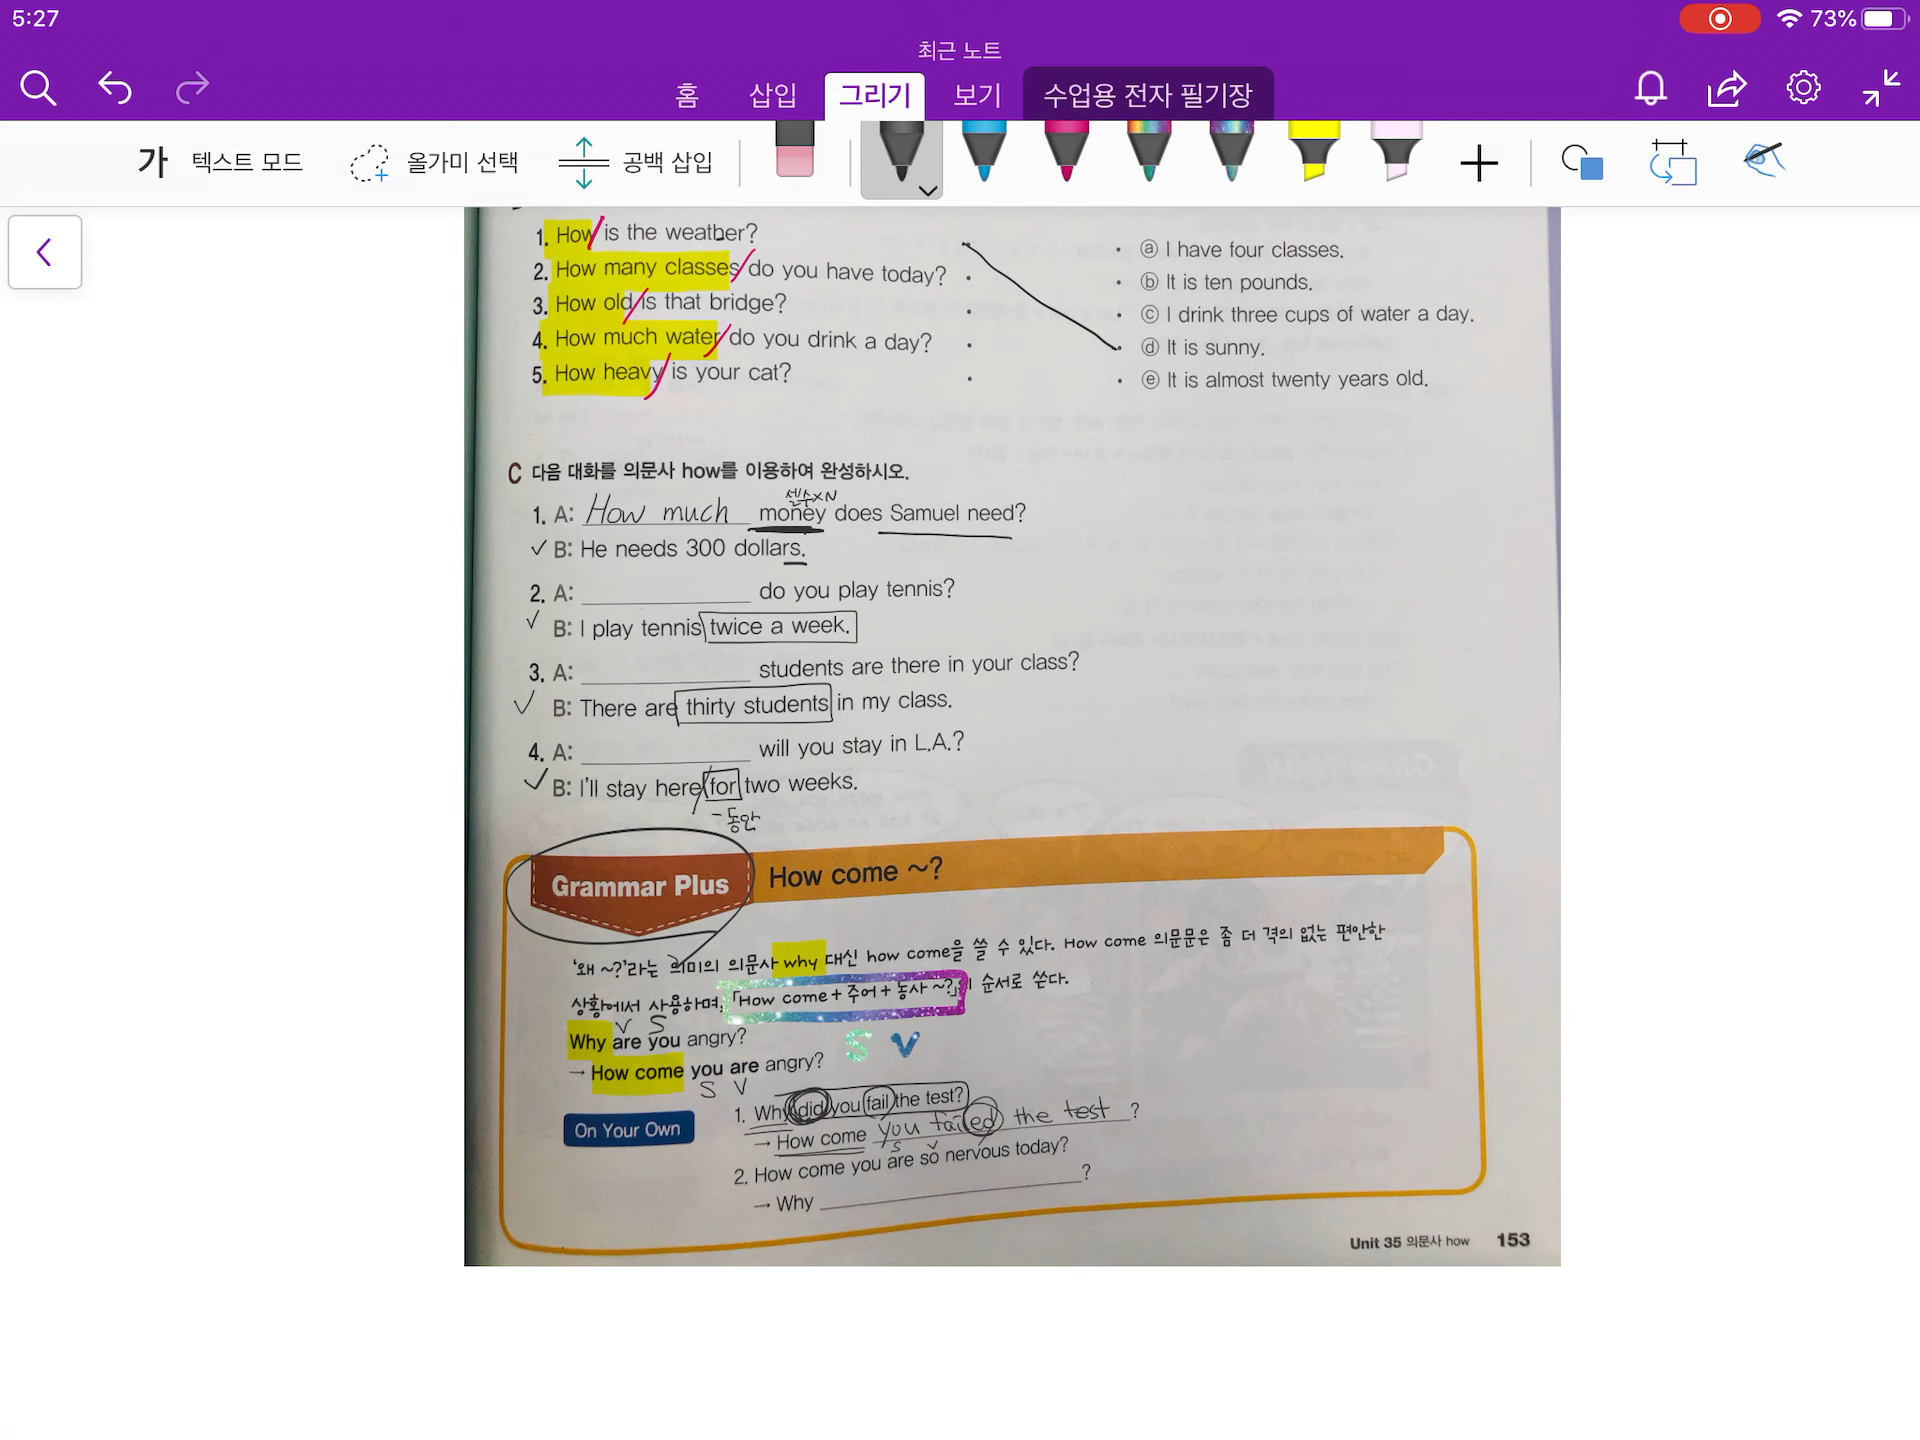 5:27
73%
최근 노트
홈 삽입 그리기 보기 수업용 전자 필기장
가 텍스트 모드 올가미 선택 공백 삽입
1. How is the weather?
2. How many classes do you have today?
3. How old is that bridge?
4. How much water do you drink a day?
5. How heavy is your cat?
ⓐ I have four classes.
ⓑ It is ten pounds.
ⓒ I drink three cups of water a day.
ⓓ It is sunny.
ⓔ It is almost twenty years old.
C 다음 대화를 의문사 how를 이용하여 완성하시오.
셀수×N
1. A: How much money does Samuel need?
B: He needs 300 dollars.
2. A: ____________ do you play tennis?
B: I play tennis twice a week.
3. A: ____________ students are there in your class?
B: There are thirty students in my class.
4. A: ____________ will you stay in L.A.?
B: I'll stay here for two weeks.
-동안
Grammar Plus How come ~?
'왜 ~?'라는 의미의 의문사 why 대신 how come을 쓸 수 있다. How come 의문문은 좀 더 격의 없는 편안한
상황에서 사용하며, 「How come + 주어 + 동사 ~?」의 순서로 쓴다.
V S
Why are you angry?
S V
→ How come you are angry?
S V
On Your Own
1. Why did you fail the test?
→ How come you failed the test ?
S V
2. How come you are so nervous today?
→ Why ____________?
Unit 35 의문사 how 153